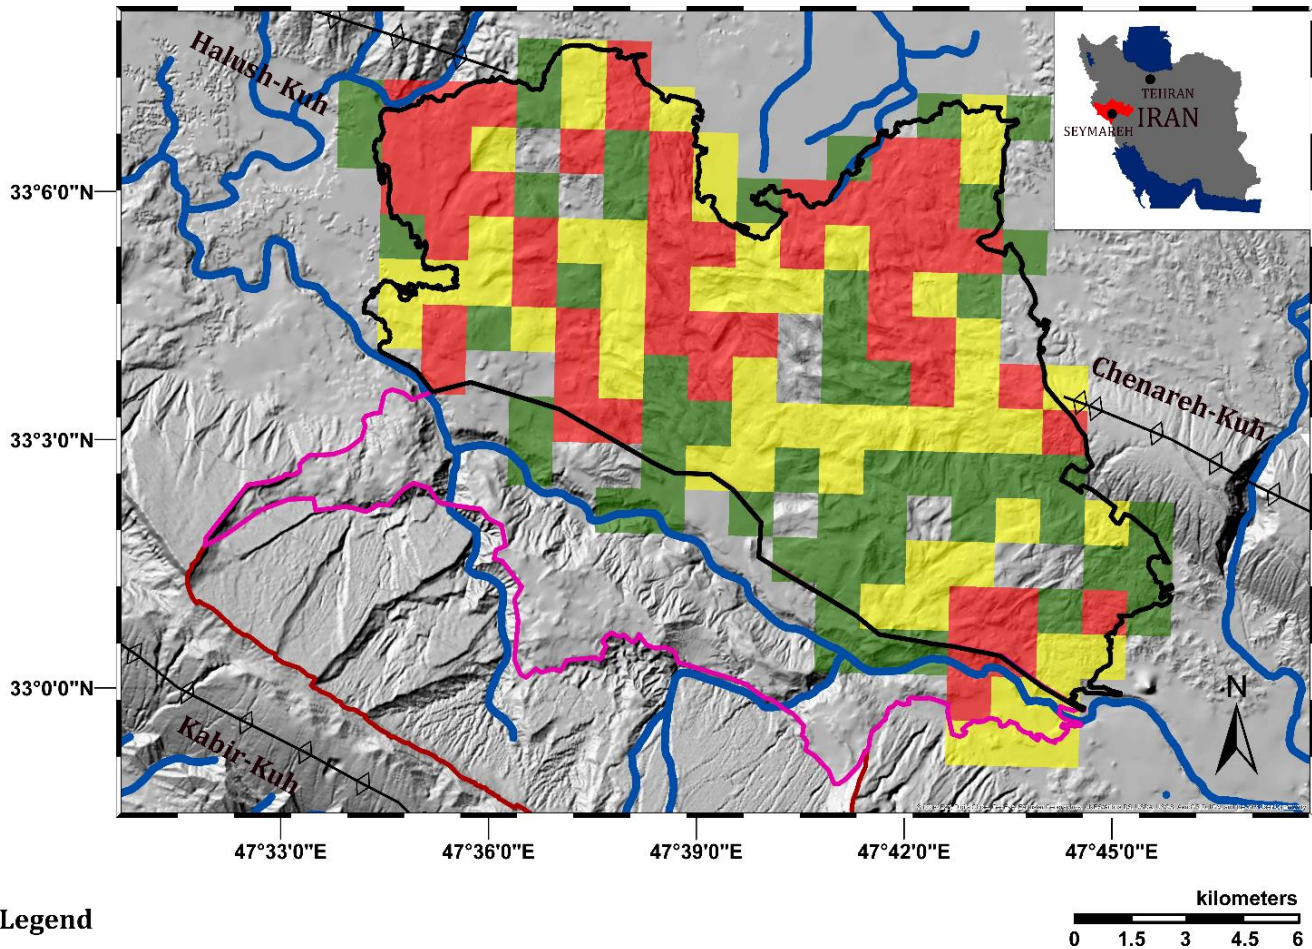 Halush-Kuh
TEHRAN
IRAN
SEYMAREH
33°6'0"N
Chenareh-Kuh
33°3'0"N
33°0'0"N
N
Kabir-Kuh
47°33'0"E
47°36'0"E
47°39'0"E
47°42'0"E
47°45'0"E
Legend
kilometers
0 1.5 3 4.5 6